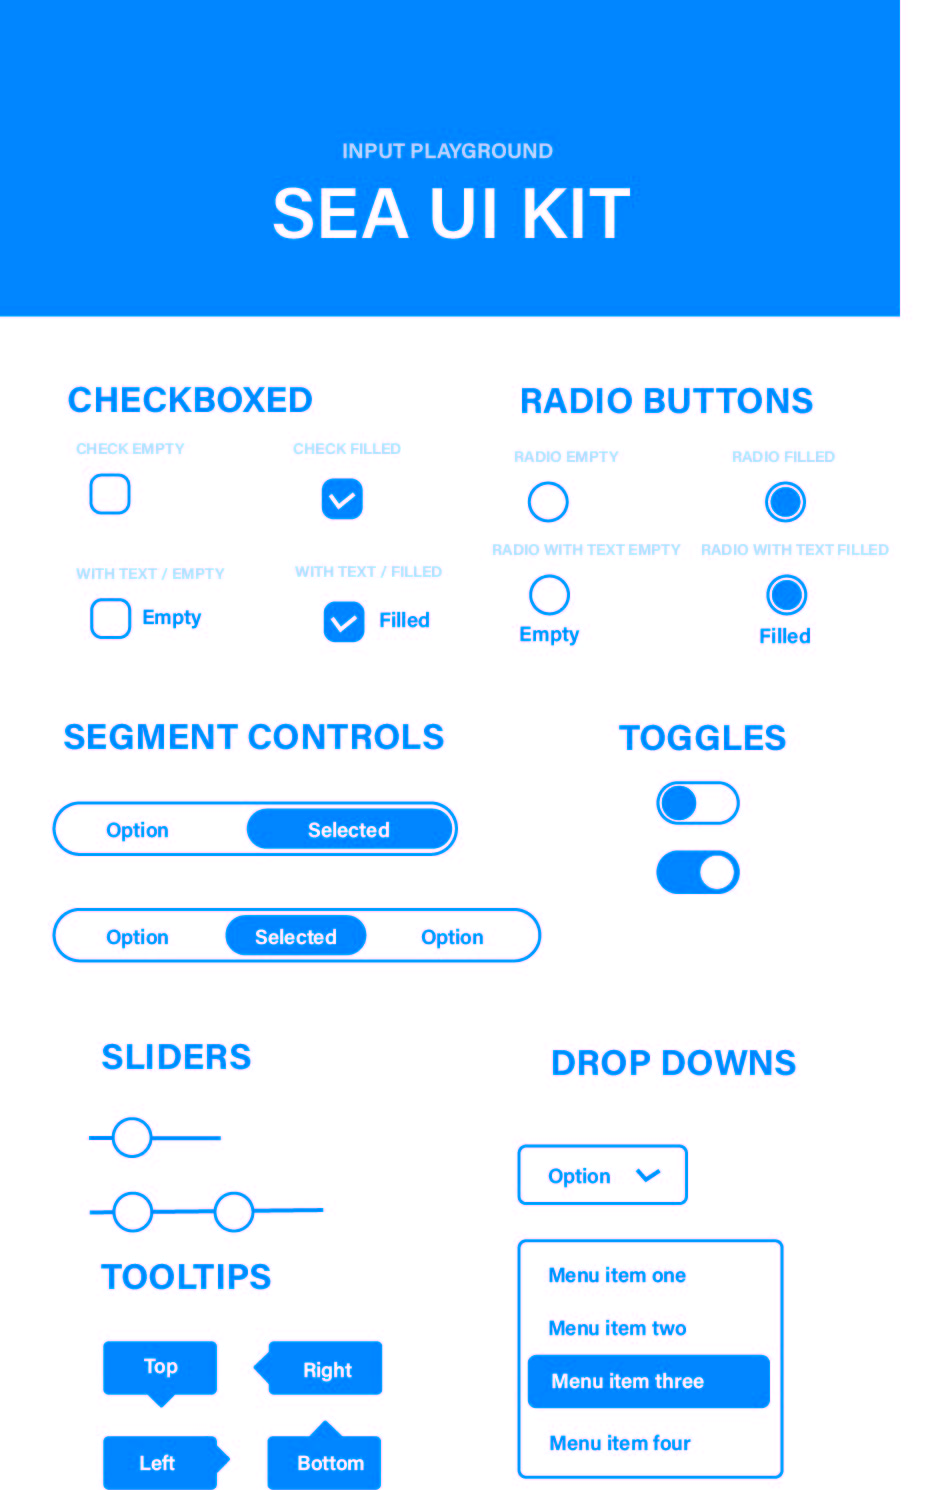 INPUT PLAYGROUND
SEA UI KIT
CHECKBOXED
CHECK EMPTY
CHECK FILLED
WITH TEXT / EMPTY
WITH TEXT / FILLED
Empty
Filled
RADIO BUTTONS
RADIO EMPTY
RADIO FILLED
RADIO WITH TEXT EMPTY
RADIO WITH TEXT FILLED
Empty
Filled
SEGMENT CONTROLS
Option
Selected
Option
Selected
Option
TOGGLES
SLIDERS
TOOLTIPS
Top
Right
Left
Bottom
DROP DOWNS
Option
Menu item one
Menu item two
Menu item three
Menu item four